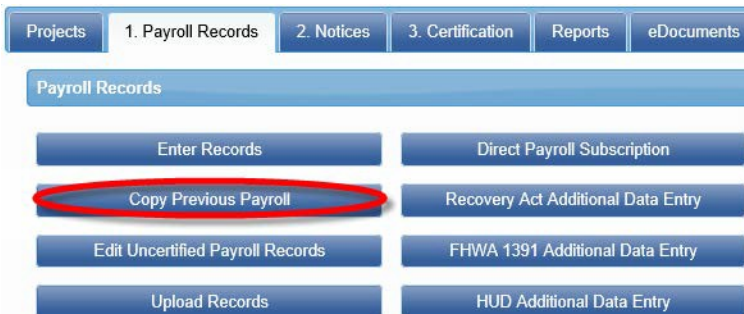 Projects
1. Payroll Records
2. Notices
3. Certification
Reports
eDocuments
Payroll Records
Enter Records
Direct Payroll Subscription
Copy Previous Payroll
Recovery Act Additional Data Entry
Edit Uncertified Payroll Records
FHWA 1391 Additional Data Entry
Upload Records
HUD Additional Data Entry